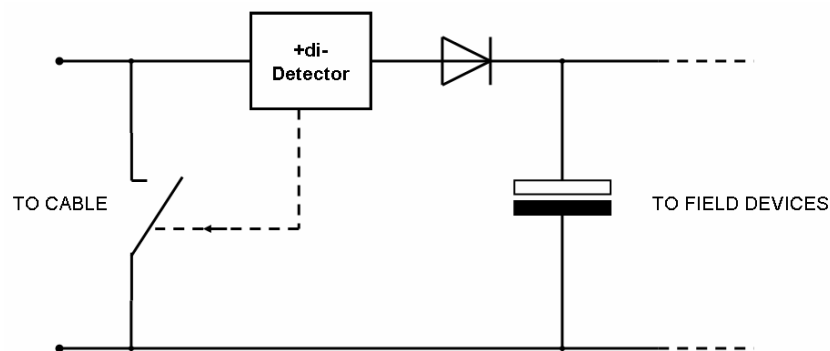 +di-
Detector
TO CABLE
TO FIELD DEVICES